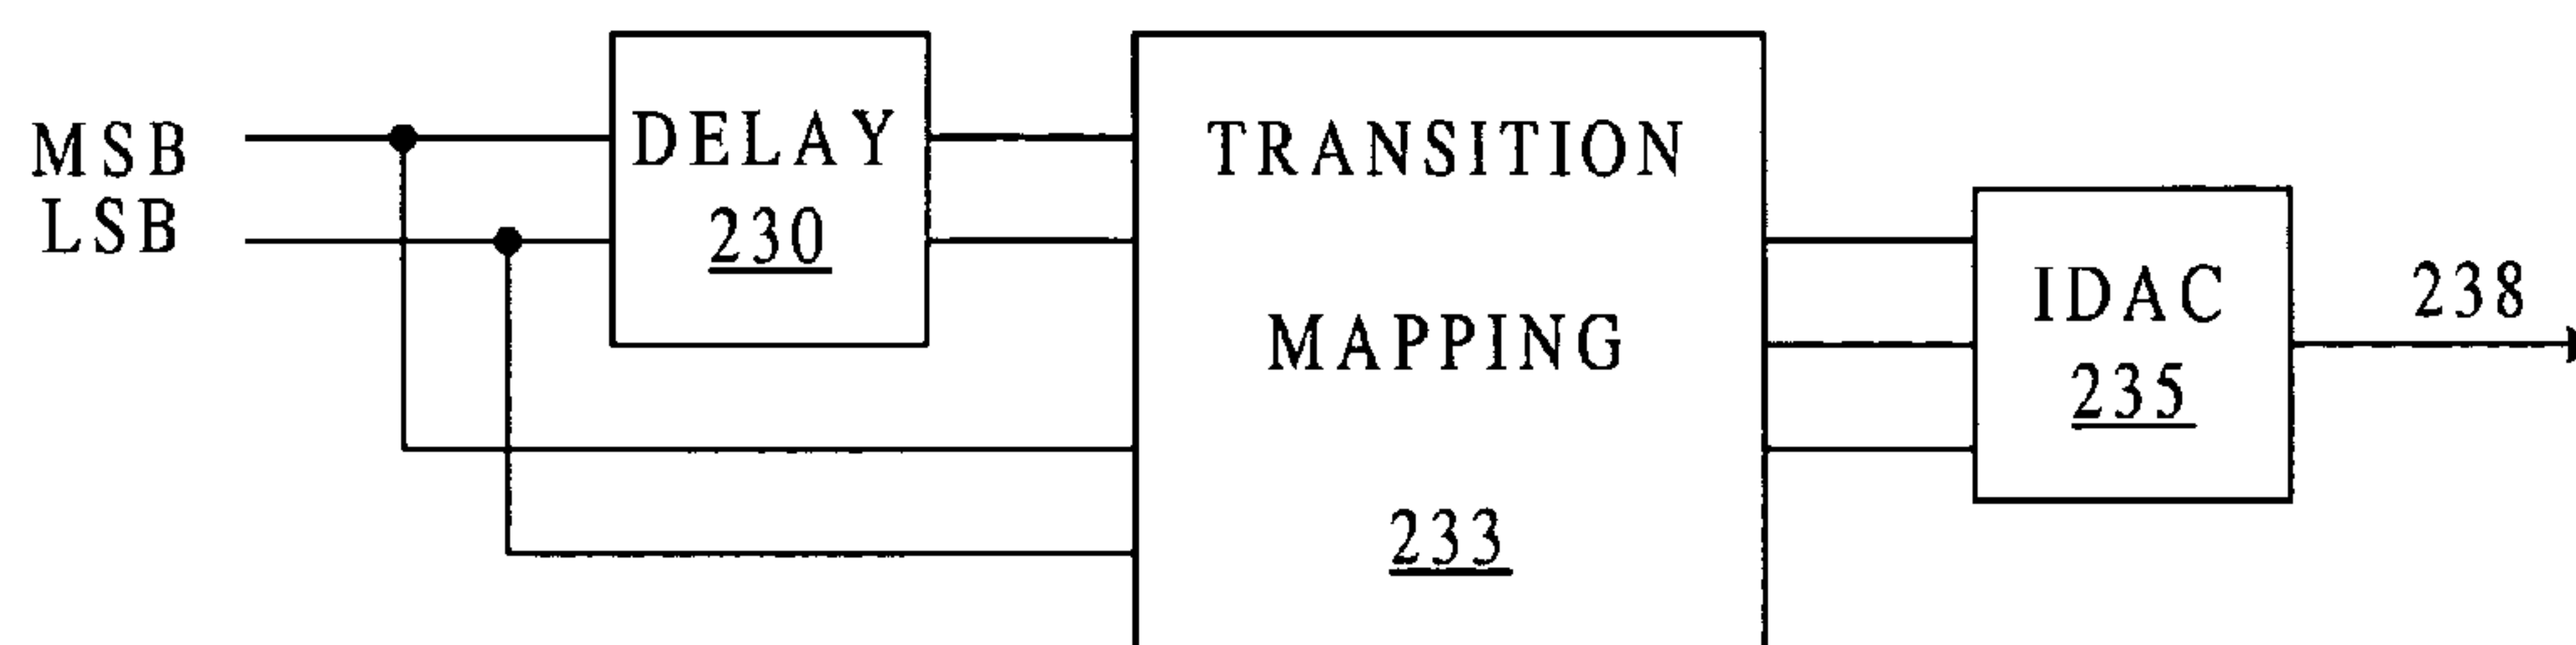 MSB
LSB
DELAY
230
TRANSITION
MAPPING
233
IDAC
235
238